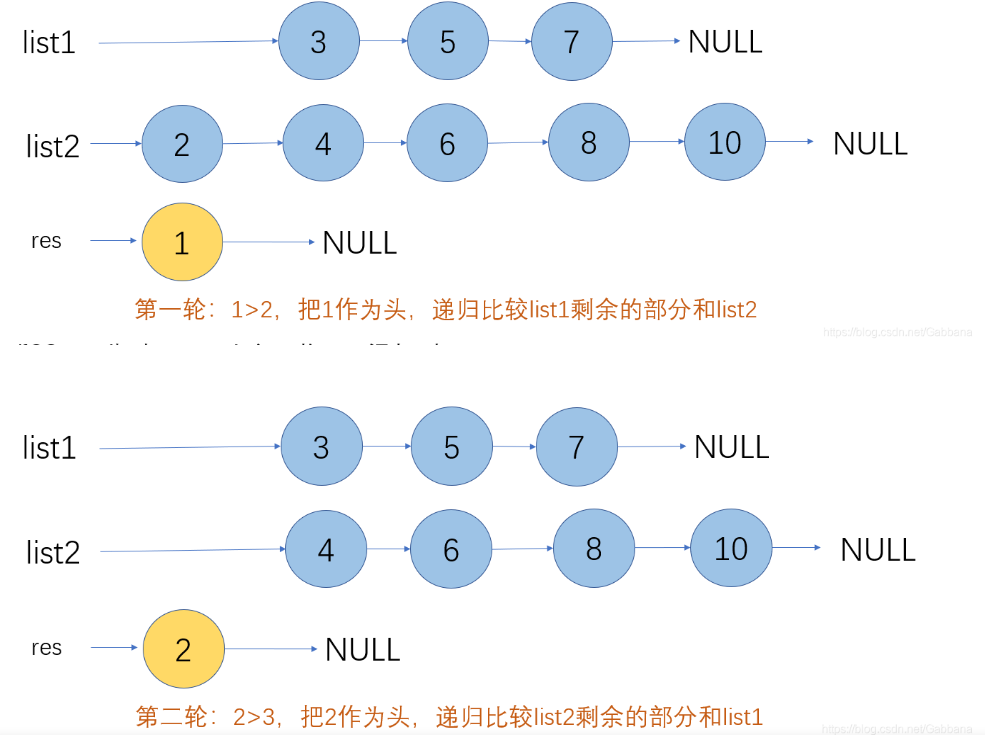 list1 3 5 7 NULL
list2 2 4 6 8 10 NULL
res 1 NULL
第一轮：1>2，把1作为头，递归比较list1剩余的部分和list2
https://blog.csdn.net/Gabbana
list1 3 5 7 NULL
list2 4 6 8 10 NULL
res 2 NULL
第二轮：2>3，把2作为头，递归比较list2剩余的部分和list1
https://blog.csdn.net/Gabbana